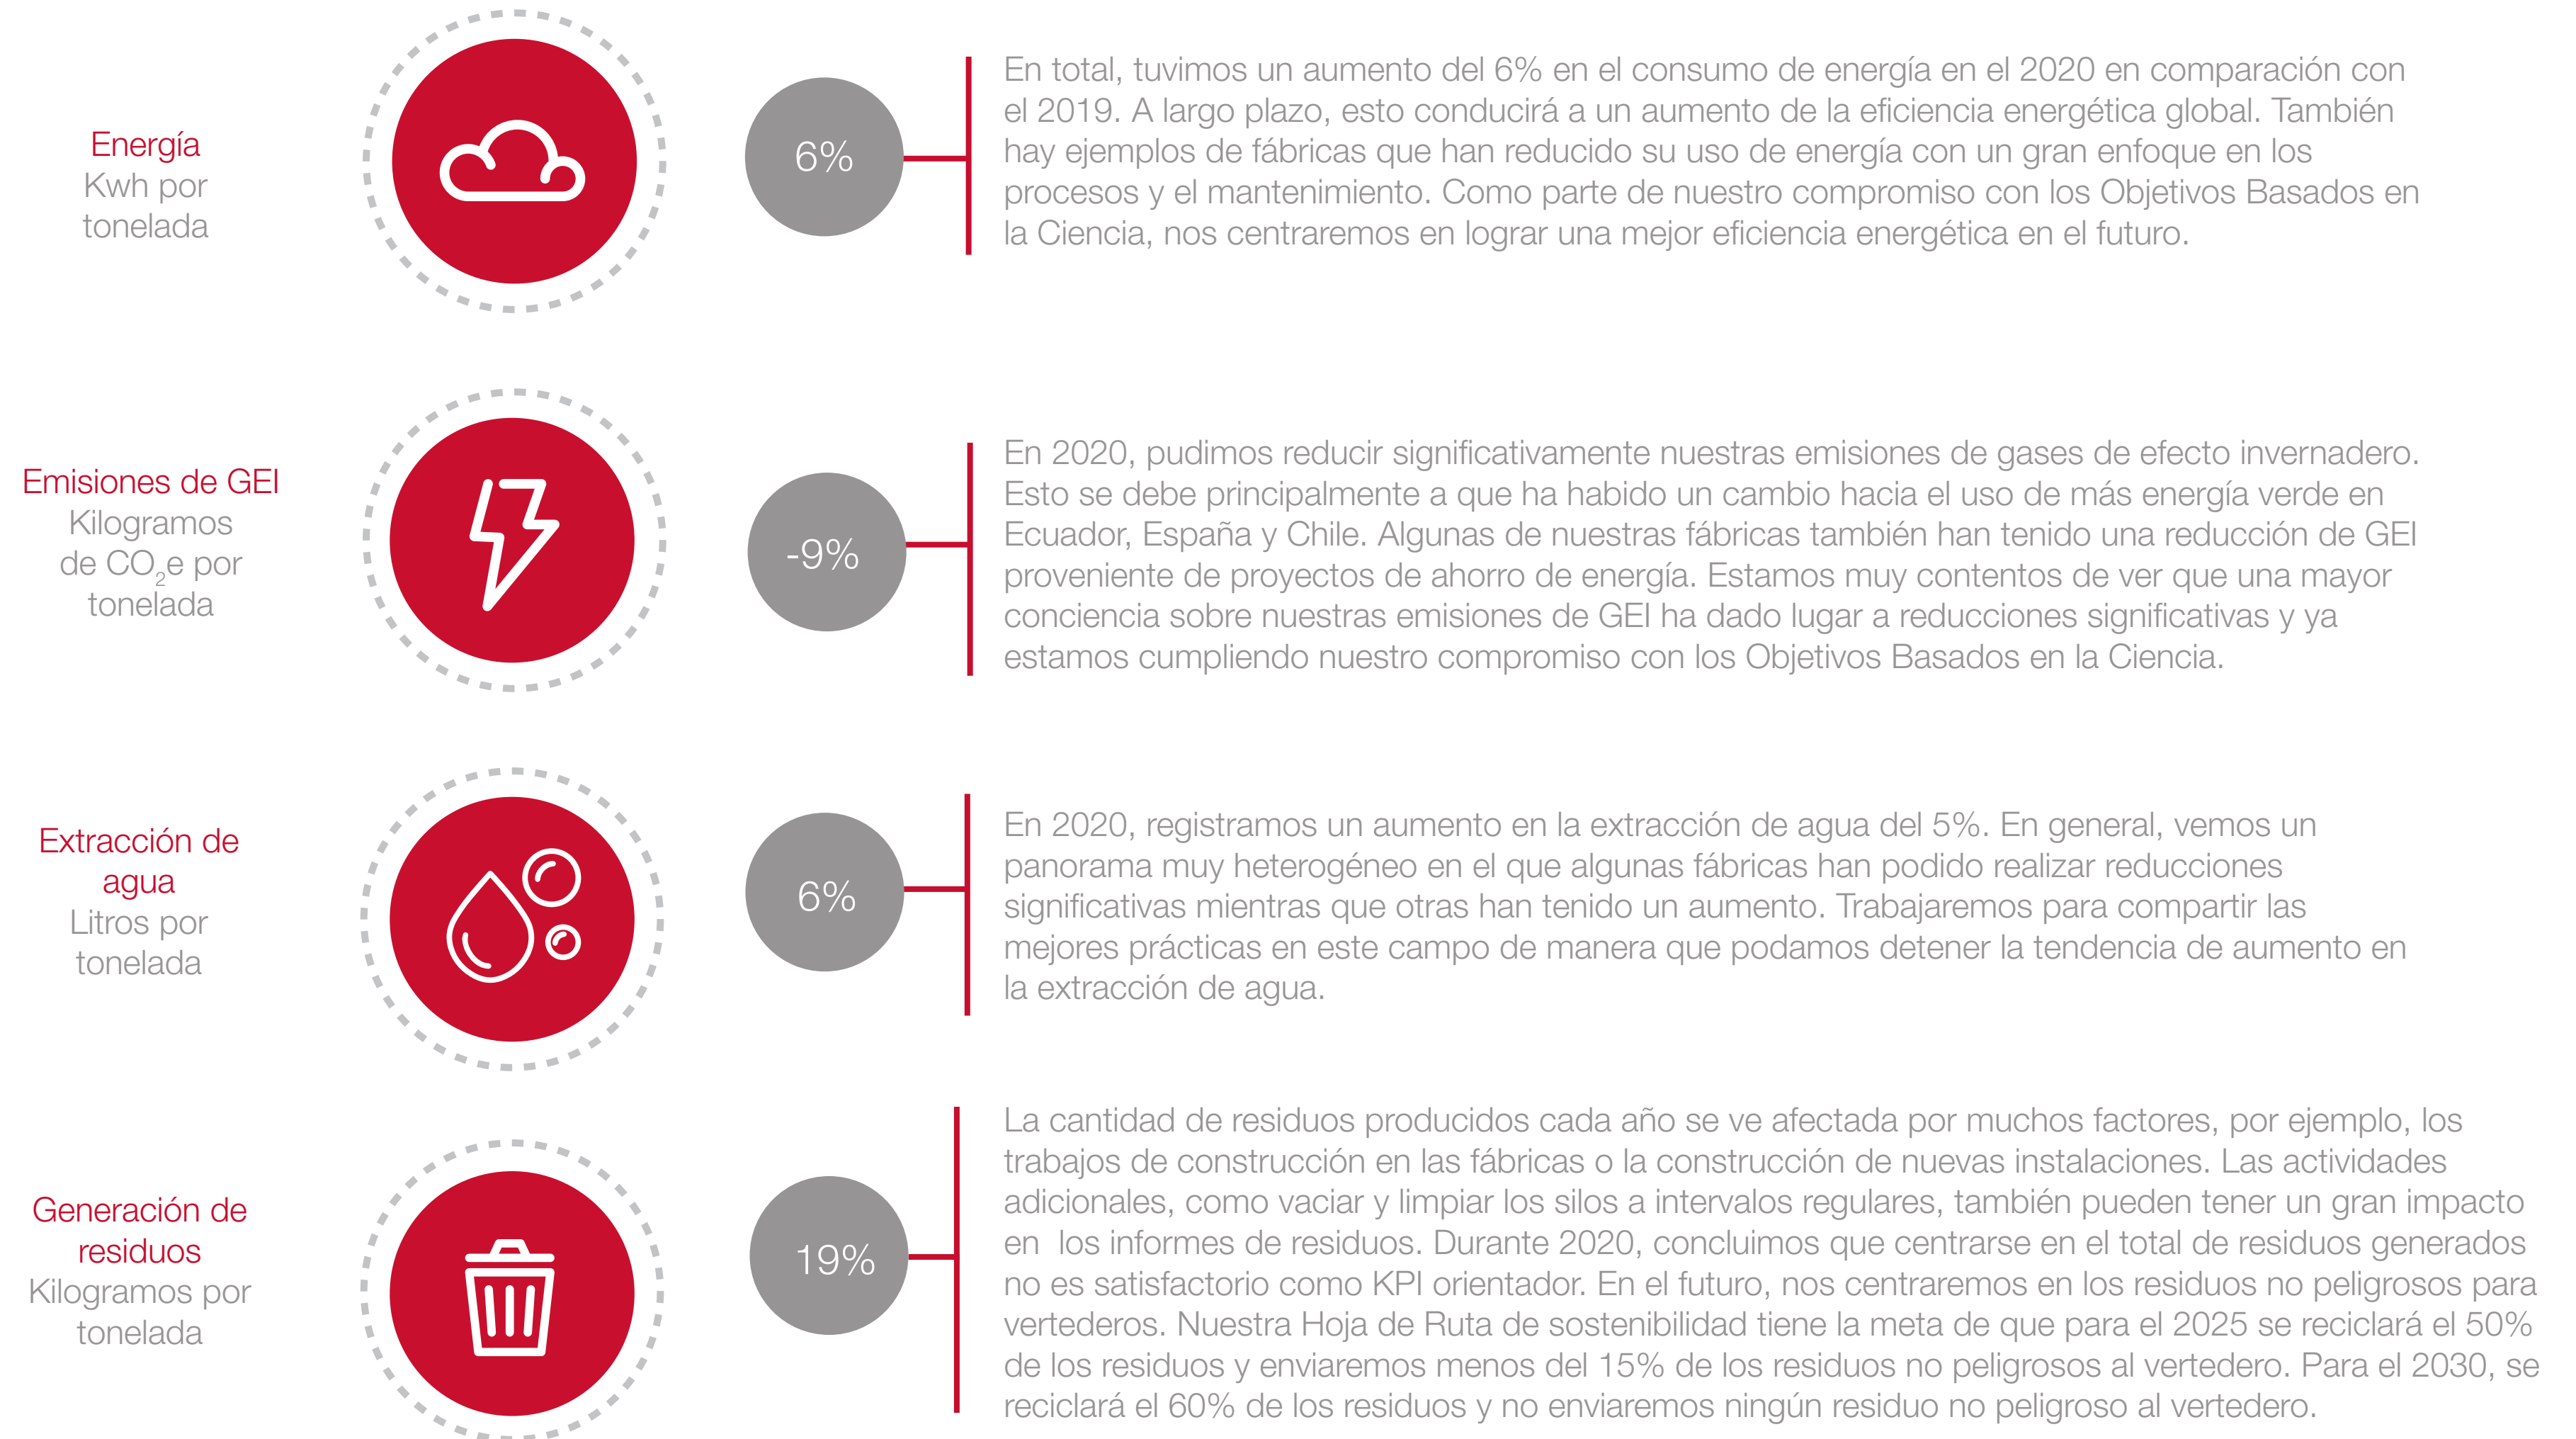 Energía
Kwh por
tonelada
6%
En total, tuvimos un aumento del 6% en el consumo de energía en el 2020 en comparación con
el 2019. A largo plazo, esto conducirá a un aumento de la eficiencia energética global. También
hay ejemplos de fábricas que han reducido su uso de energía con un gran enfoque en los
procesos y el mantenimiento. Como parte de nuestro compromiso con los Objetivos Basados en
la Ciencia, nos centraremos en lograr una mejor eficiencia energética en el futuro.
Emisiones de GEI
Kilogramos
de CO₂e por
tonelada
-9%
En 2020, pudimos reducir significativamente nuestras emisiones de gases de efecto invernadero.
Esto se debe principalmente a que ha habido un cambio hacia el uso de más energía verde en
Ecuador, España y Chile. Algunas de nuestras fábricas también han tenido una reducción de GEI
proveniente de proyectos de ahorro de energía. Estamos muy contentos de ver que una mayor
conciencia sobre nuestras emisiones de GEI ha dado lugar a reducciones significativas y ya
estamos cumpliendo nuestro compromiso con los Objetivos Basados en la Ciencia.
Extracción de
agua
Litros por
tonelada
6%
En 2020, registramos un aumento en la extracción de agua del 5%. En general, vemos un
panorama muy heterogéneo en el que algunas fábricas han podido realizar reducciones
significativas mientras que otras han tenido un aumento. Trabajaremos para compartir las
mejores prácticas en este campo de manera que podamos detener la tendencia de aumento en
la extracción de agua.
Generación de
residuos
Kilogramos por
tonelada
19%
La cantidad de residuos producidos cada año se ve afectada por muchos factores, por ejemplo, los
trabajos de construcción en las fábricas o la construcción de nuevas instalaciones. Las actividades
adicionales, como vaciar y limpiar los silos a intervalos regulares, también pueden tener un gran impacto
en los informes de residuos. Durante 2020, concluimos que centrarse en el total de residuos generados
no es satisfactorio como KPI orientador. En el futuro, nos centraremos en los residuos no peligrosos para
vertederos. Nuestra Hoja de Ruta de sostenibilidad tiene la meta de que para el 2025 se reciclará el 50%
de los residuos y enviaremos menos del 15% de los residuos no peligrosos al vertedero. Para el 2030, se
reciclará el 60% de los residuos y no enviaremos ningún residuo no peligroso al vertedero.